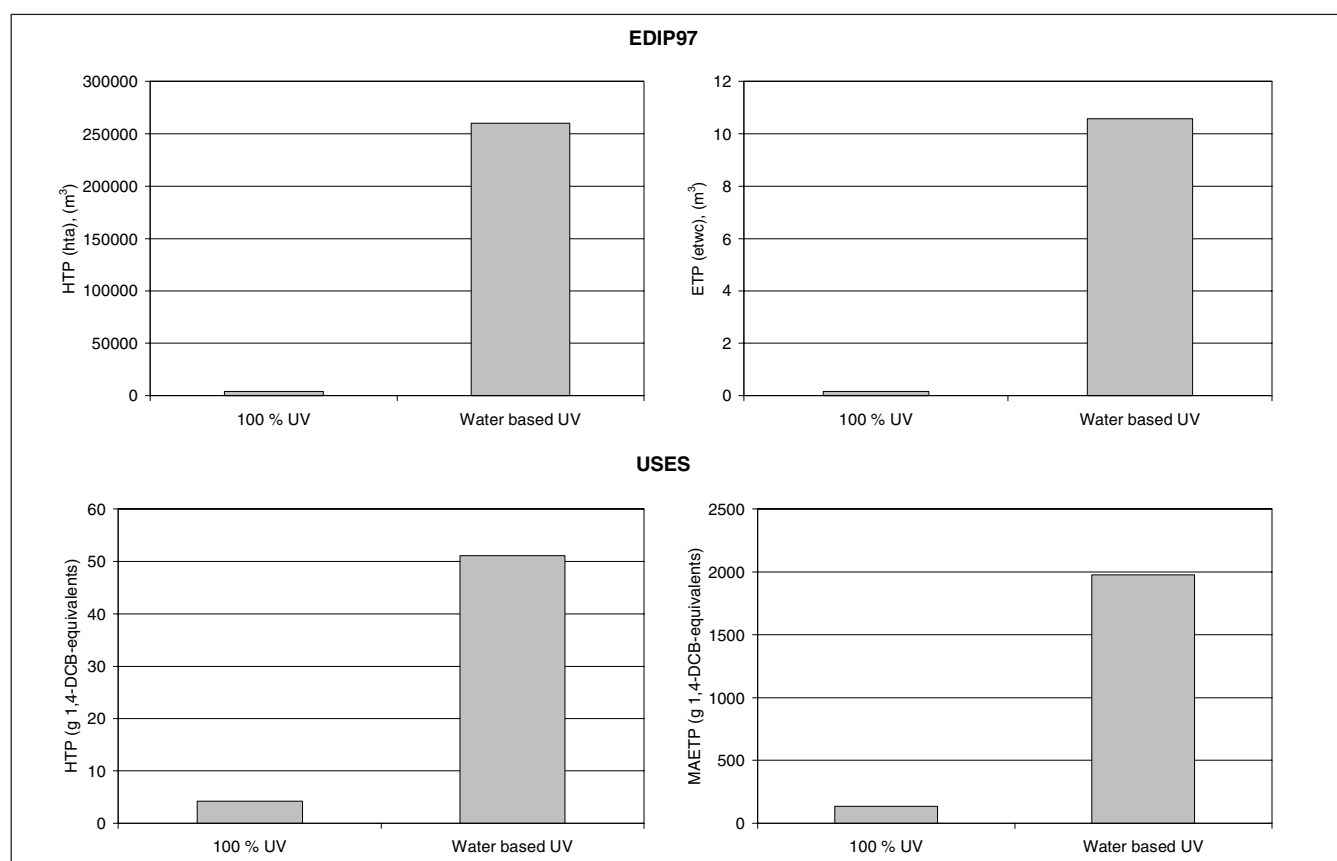 EDIP97
HTP (hta), (m³)
300000
250000
200000
150000
100000
50000
0
100 % UV
Water based UV
ETP (etwc), (m³)
12
10
8
6
4
2
0
100 % UV
Water based UV
USES
HTP (g 1,4-DCB-equivalents)
60
50
40
30
20
10
0
100 % UV
Water based UV
MAETP (g 1,4-DCB-equivalents)
2500
2000
1500
1000
500
0
100 % UV
Water based UV